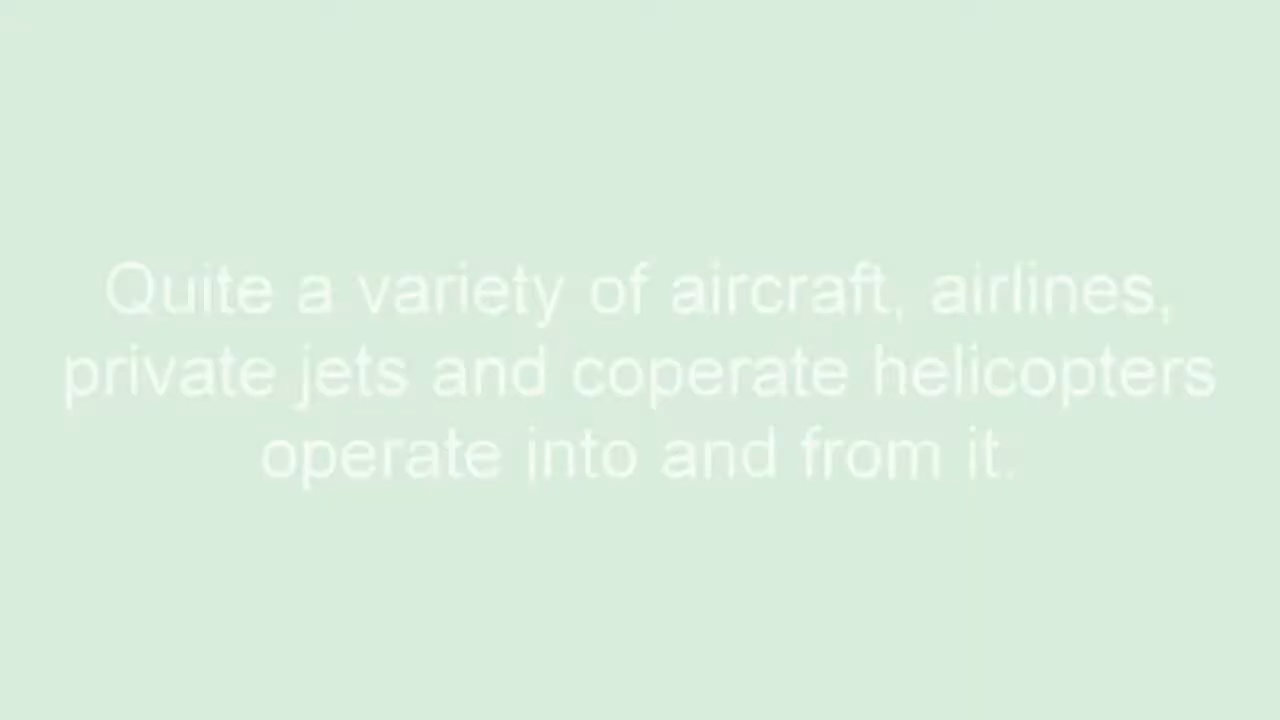 Quite a variety of aircraft, airlines,
private jets and coperate helicopters
operate into and from it.